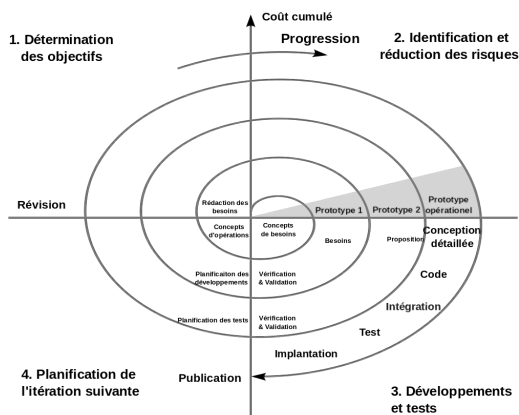 Coût cumulé
1. Détermination
des objectifs
Progression
2. Identification et
réduction des risques
Révision
Rédaction des
besoins
Concepts
d'opérations
Concepts
de besoins
Prototype 1
Prototype 2
Prototype
opérationel
Besoins
Proposition
Conception
détaillée
Planificaiton des
développements
Vérification
& Validation
Code
Intégration
Planification des tests
Vérification
& Validation
Test
Implantation
Publication
4. Planification de
l'itération suivante
3. Développements
et tests